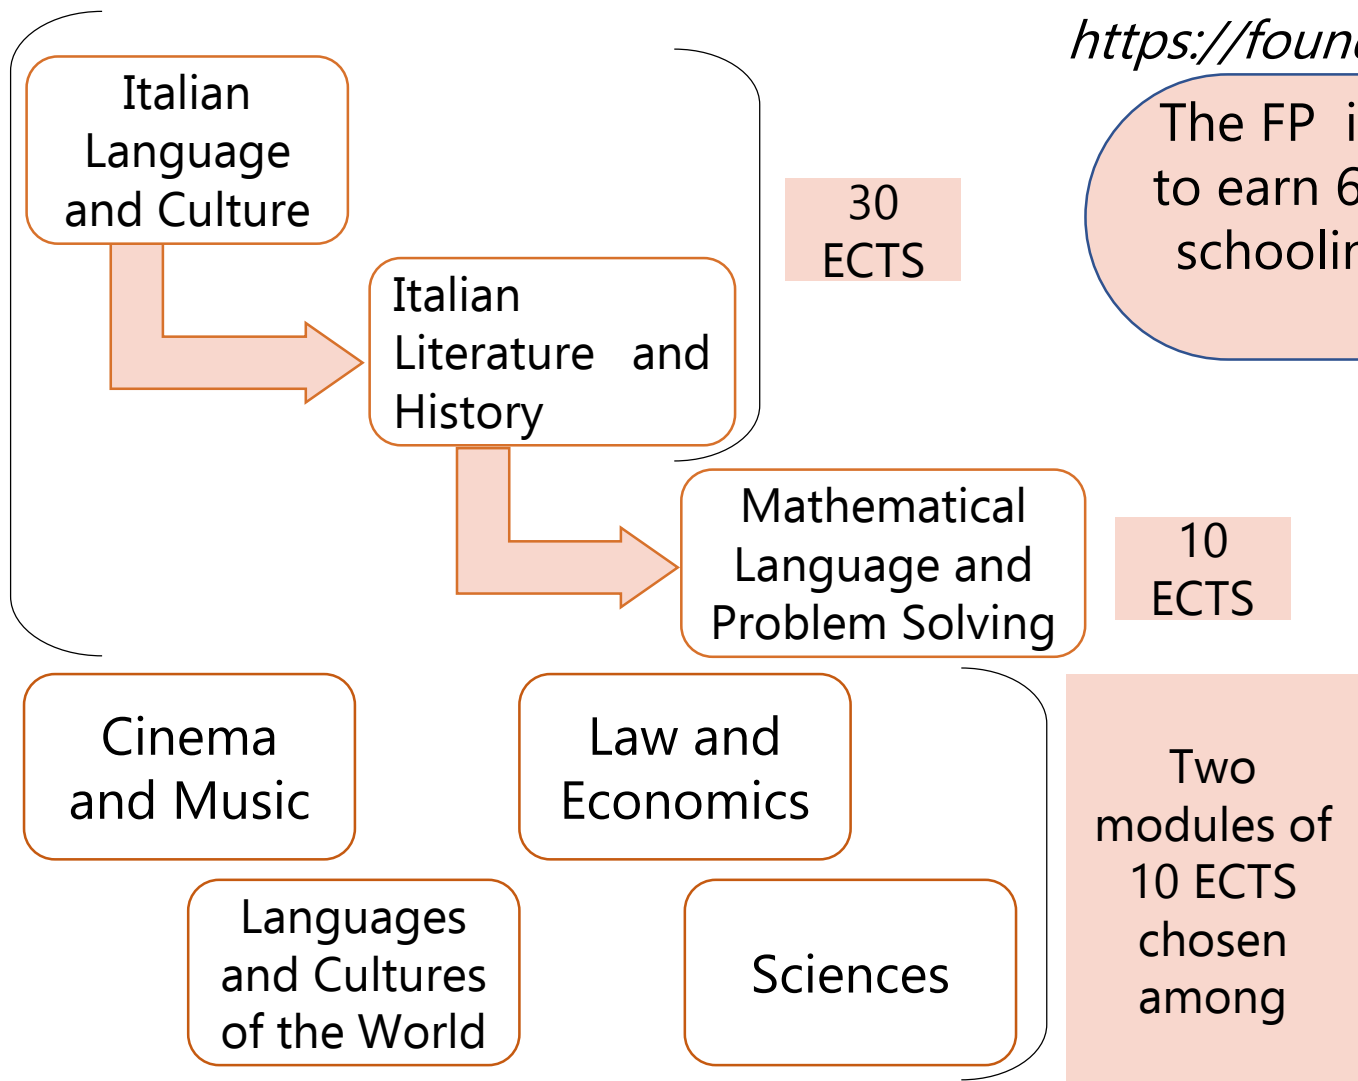 https://foun
The FP i
to earn 6
schoolin
Italian
Language
and Culture
30
ECTS
Italian
Literature and
History
Mathematical
Language and
Problem Solving
10
ECTS
Cinema
and Music
Law and
Economics
Languages
and Cultures
of the World
Sciences
Two
modules of
10 ECTS
chosen
among